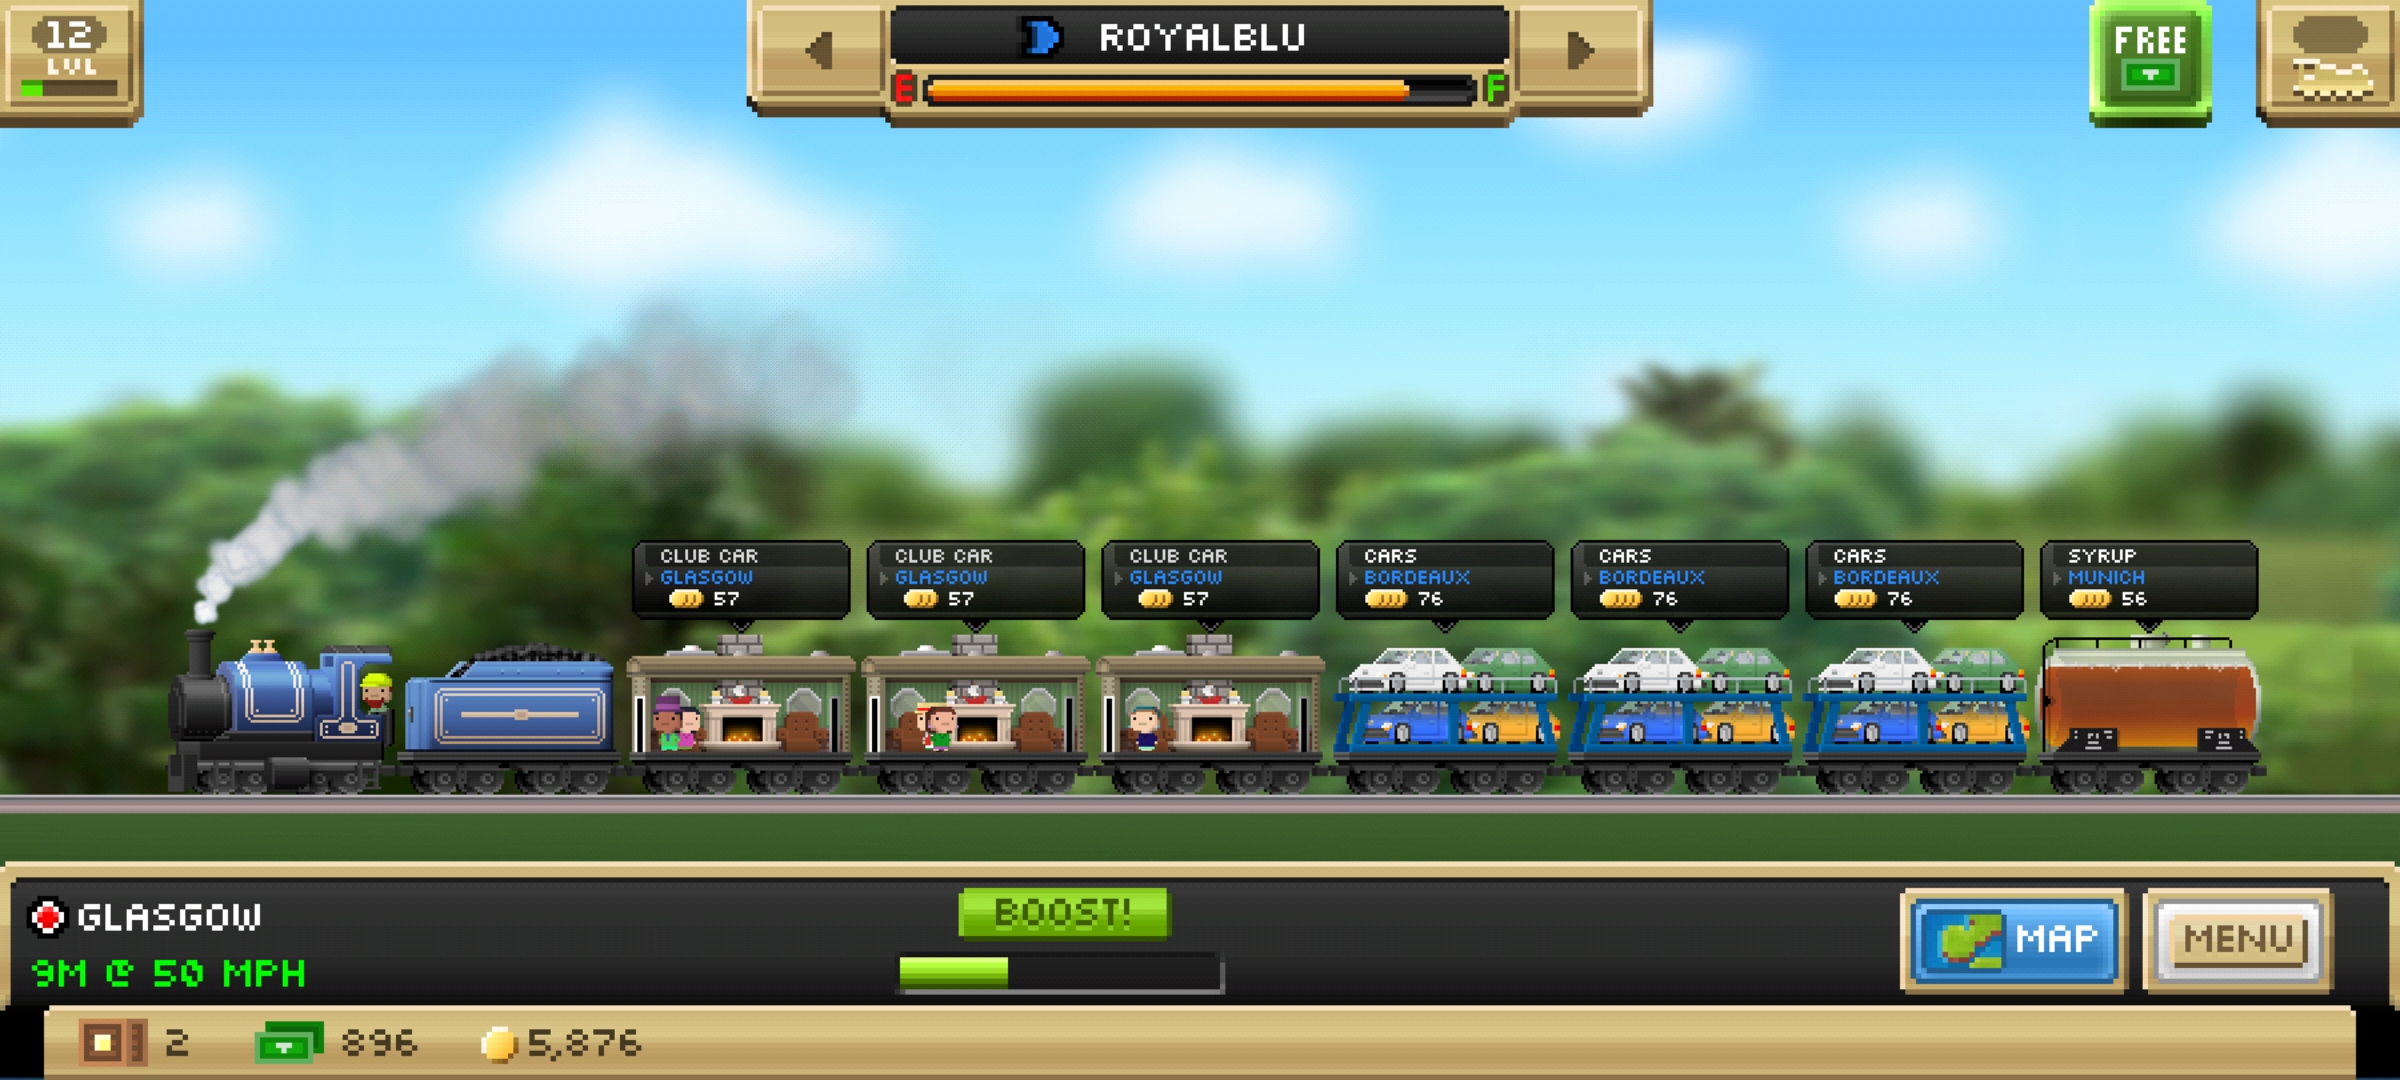 12
LVL
ROYALBLU
E F
FREE
CLUB CAR
GLASGOW
57
CLUB CAR
GLASGOW
57
CLUB CAR
GLASGOW
57
CARS
BORDEAUX
76
CARS
BORDEAUX
76
CARS
BORDEAUX
76
SYRUP
MUNICH
56
GLASGOW
9M @ 50 MPH
BOOST!
MAP
MENU
2 896 5,876